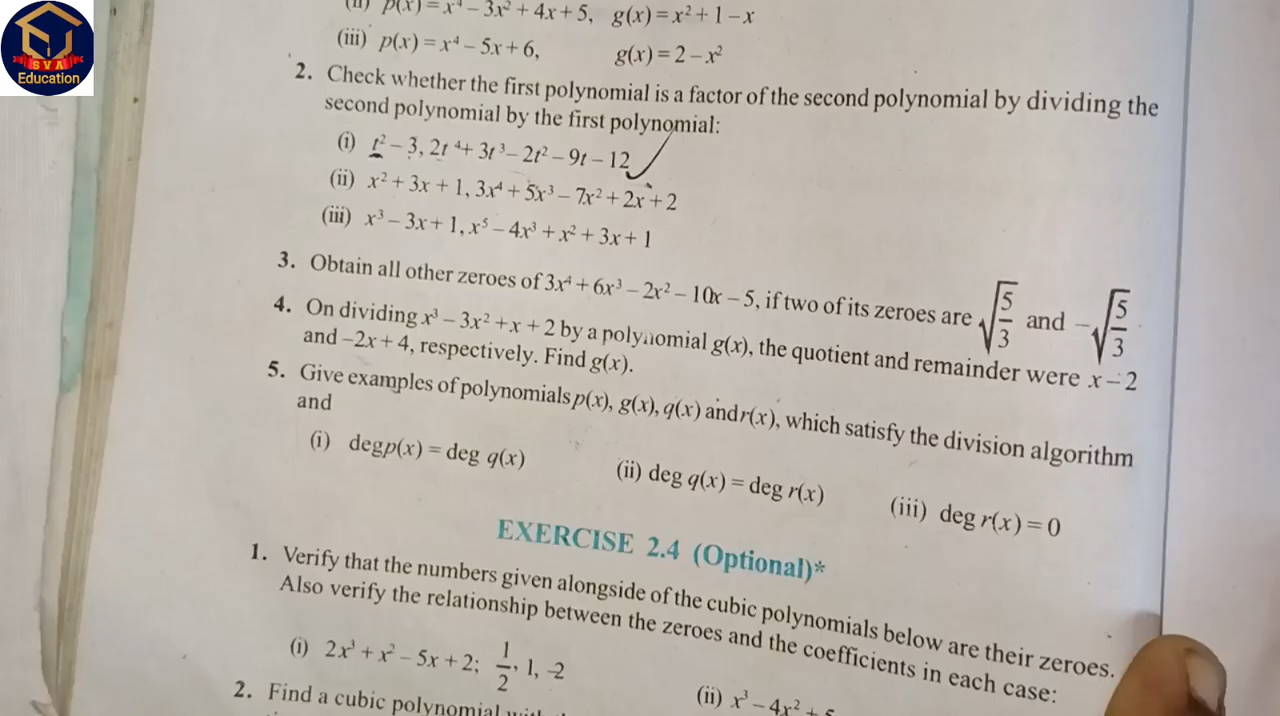 SVA
Education
(ii) p(x) = x⁴ – 3x² + 4x + 5, g(x) = x² + 1 – x
(iii) p(x) = x⁴ – 5x + 6, g(x) = 2 – x²
2. Check whether the first polynomial is a factor of the second polynomial by dividing the
second polynomial by the first polynomial:
(i) t² – 3, 2t⁴ + 3t³ – 2t² – 9t – 12
(ii) x² + 3x + 1, 3x⁴ + 5x³ – 7x² + 2x + 2
(iii) x³ – 3x + 1, x⁵ – 4x³ + x² + 3x + 1
3. Obtain all other zeroes of 3x⁴ + 6x³ – 2x² – 10x – 5, if two of its zeroes are √(5/3) and –√(5/3).
4. On dividing x³ – 3x² + x + 2 by a polynomial g(x), the quotient and remainder were x – 2
and –2x + 4, respectively. Find g(x).
5. Give examples of polynomials p(x), g(x), q(x) and r(x), which satisfy the division algorithm
and
(i) deg p(x) = deg q(x) (ii) deg q(x) = deg r(x) (iii) deg r(x) = 0
EXERCISE 2.4 (Optional)*
1. Verify that the numbers given alongside of the cubic polynomials below are their zeroes.
Also verify the relationship between the zeroes and the coefficients in each case:
(i) 2x³ + x² – 5x + 2; 1/2, 1, –2 (ii) x³ – 4x² +
2. Find a cubic polynomial